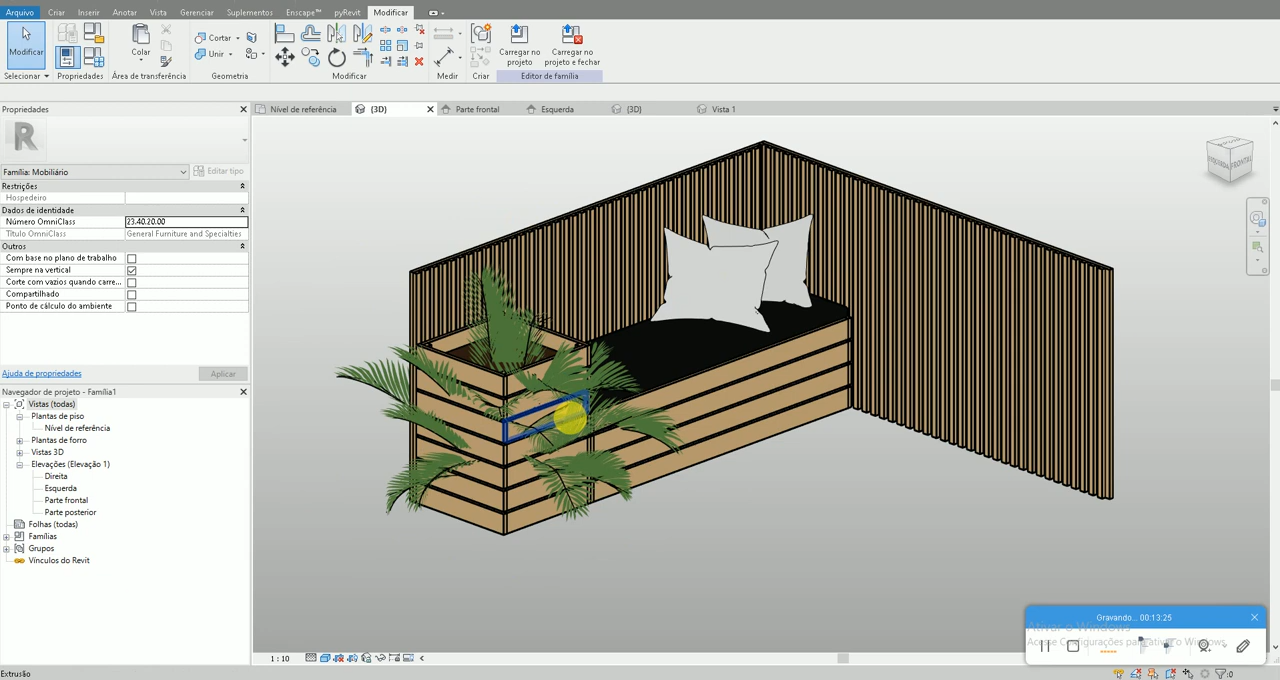 Arquivo Criar Inserir Anotar Vista Gerenciar Suplementos Enscape™ pyRevit Modificar
Modificar Colar Cortar Unir Carregar no projeto Carregar no projeto e fechar
Selecionar Propriedades Área de transferência Geometria Modificar Medir Criar Editor de família
Propriedades
Nível de referência {3D} Parte frontal Esquerda {3D} Vista 1
R
Família: Mobiliário Editar tipo
Restrições
Hospedeiro
Dados de identidade
Número OmniClass 23.40.20.00
Título OmniClass General Furniture and Specialties
Outros
Com base no plano de trabalho
Sempre na vertical
Corte com vazios quando carre...
Compartilhado
Ponto de cálculo do ambiente
Ajuda de propriedades Aplicar
Navegador de projeto - Família1
Vistas (todas)
Plantas de piso
Nível de referência
Plantas de forro
Vistas 3D
Elevações (Elevação 1)
Direita
Esquerda
Parte frontal
Parte posterior
Folhas (todas)
Famílias
Grupos
Vínculos do Revit
ESQUERDA FRONTAL
Gravando... 00:13:25
Ativar o Windows
1 : 10
Extrusão
:0